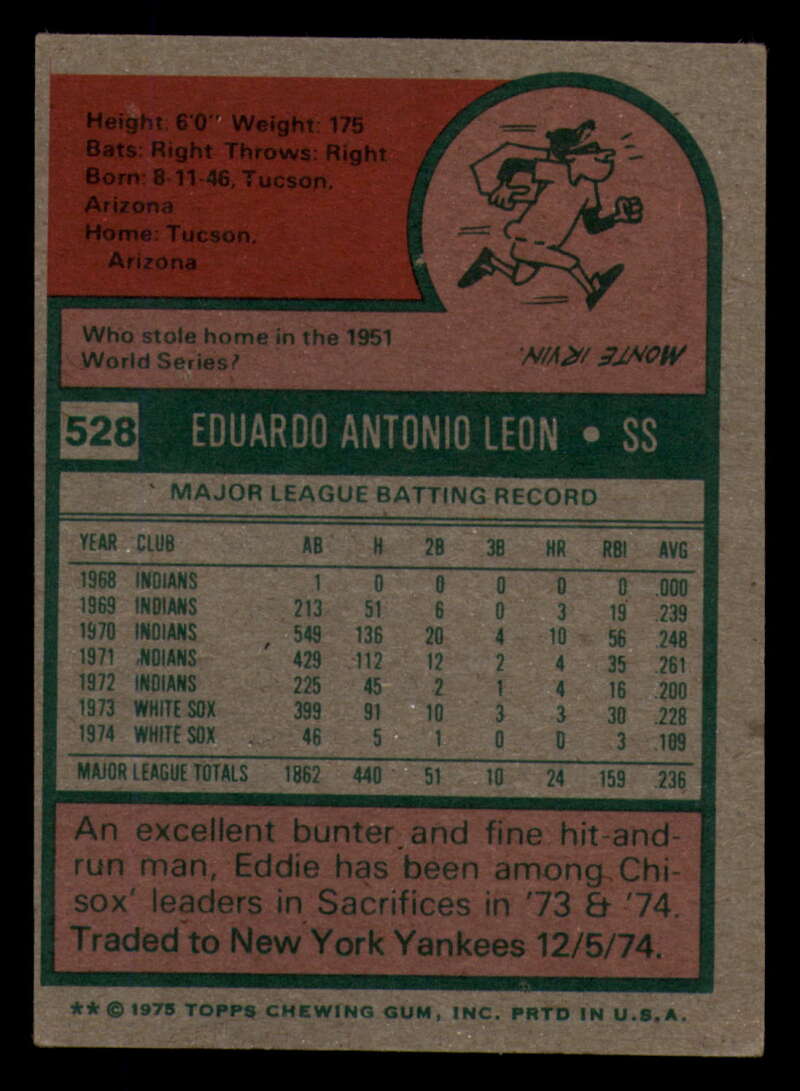 Height: 6'0" Weight: 175
Bats: Right Throws: Right
Born: 8-11-46, Tucson,
Arizona
Home: Tucson,
Arizona
Who stole home in the 1951
World Series?
MONTE IRVIN.
528 EDUARDO ANTONIO LEON • SS
MAJOR LEAGUE BATTING RECORD
YEAR CLUB AB H 2B 3B HR RBI AVG
1968 INDIANS 1 0 0 0 0 0 .000
1969 INDIANS 213 51 6 0 3 19 .239
1970 INDIANS 549 136 20 4 10 56 .248
1971 INDIANS 429 112 12 2 4 35 .261
1972 INDIANS 225 45 2 1 4 16 .200
1973 WHITE SOX 399 91 10 3 3 30 .228
1974 WHITE SOX 46 5 1 0 0 3 .109
MAJOR LEAGUE TOTALS 1862 440 51 10 24 159 .236
An excellent bunter and fine hit-and-
run man, Eddie has been among Chi-
sox' leaders in Sacrifices in '73 & '74.
Traded to New York Yankees 12/5/74.
** © 1975 TOPPS CHEWING GUM, INC. PRTD IN U.S.A.